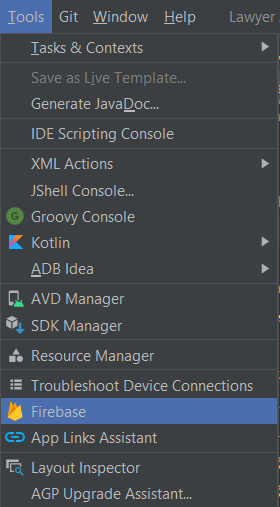 Tools Git Window Help Lawyer
Tasks & Contexts
Save as Live Template...
Generate JavaDoc...
IDE Scripting Console
XML Actions
JShell Console...
G Groovy Console
Kotlin
ADB Idea
AVD Manager
SDK Manager
Resource Manager
Troubleshoot Device Connections
Firebase
App Links Assistant
Layout Inspector
AGP Upgrade Assistant...